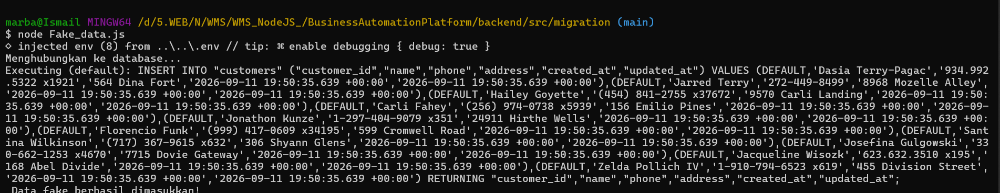 marba@Ismail MINGW64 /d/5.WEB/N/WMS/WMS_NodeJS_/BusinessAutomationPlatform/backend/src/migration (main)
$ node Fake_data.js
◇ injected env (8) from ..\..\.env // tip: ⌘ enable debugging { debug: true }
Menghubungkan ke database...
Executing (default): INSERT INTO "customers" ("customer_id","name","phone","address","created_at","updated_at") VALUES (DEFAULT,'Dasia Terry-Pagac','934.992
.5322 x1921','564 Dina Fort','2026-09-11 19:50:35.639 +00:00','2026-09-11 19:50:35.639 +00:00'),(DEFAULT,'Jarred Terry','272-449-8499','8968 Mozelle Alley',
'2026-09-11 19:50:35.639 +00:00','2026-09-11 19:50:35.639 +00:00'),(DEFAULT,'Hailey Goyette','(454) 841-2755 x37672','9570 Carli Landing','2026-09-11 19:50:
35.639 +00:00','2026-09-11 19:50:35.639 +00:00'),(DEFAULT,'Carli Fahey','(256) 974-0738 x5939','156 Emilio Pines','2026-09-11 19:50:35.639 +00:00','2026-09-
11 19:50:35.639 +00:00'),(DEFAULT,'Jonathon Kunze','1-297-404-9079 x351','24911 Hirthe Wells','2026-09-11 19:50:35.639 +00:00','2026-09-11 19:50:35.639 +00:
00'),(DEFAULT,'Florencio Funk','(999) 417-0609 x34195','599 Cromwell Road','2026-09-11 19:50:35.639 +00:00','2026-09-11 19:50:35.639 +00:00'),(DEFAULT,'Sant
ina Wilkinson','(717) 367-9615 x632','306 Shyann Glens','2026-09-11 19:50:35.639 +00:00','2026-09-11 19:50:35.639 +00:00'),(DEFAULT,'Josefina Gulgowski','33
0-662-1253 x4670','7715 Dovie Gateway','2026-09-11 19:50:35.639 +00:00','2026-09-11 19:50:35.639 +00:00'),(DEFAULT,'Jacqueline Wisozk','623.632.3510 x195','
168 Abel Divide','2026-09-11 19:50:35.639 +00:00','2026-09-11 19:50:35.639 +00:00'),(DEFAULT,'Zelda Pollich IV','1-910-794-6523 x619','455 Division Street',
'2026-09-11 19:50:35.639 +00:00','2026-09-11 19:50:35.639 +00:00') RETURNING "customer_id","name","phone","address","created_at","updated_at";
Data fake berhasil dimasukkan!